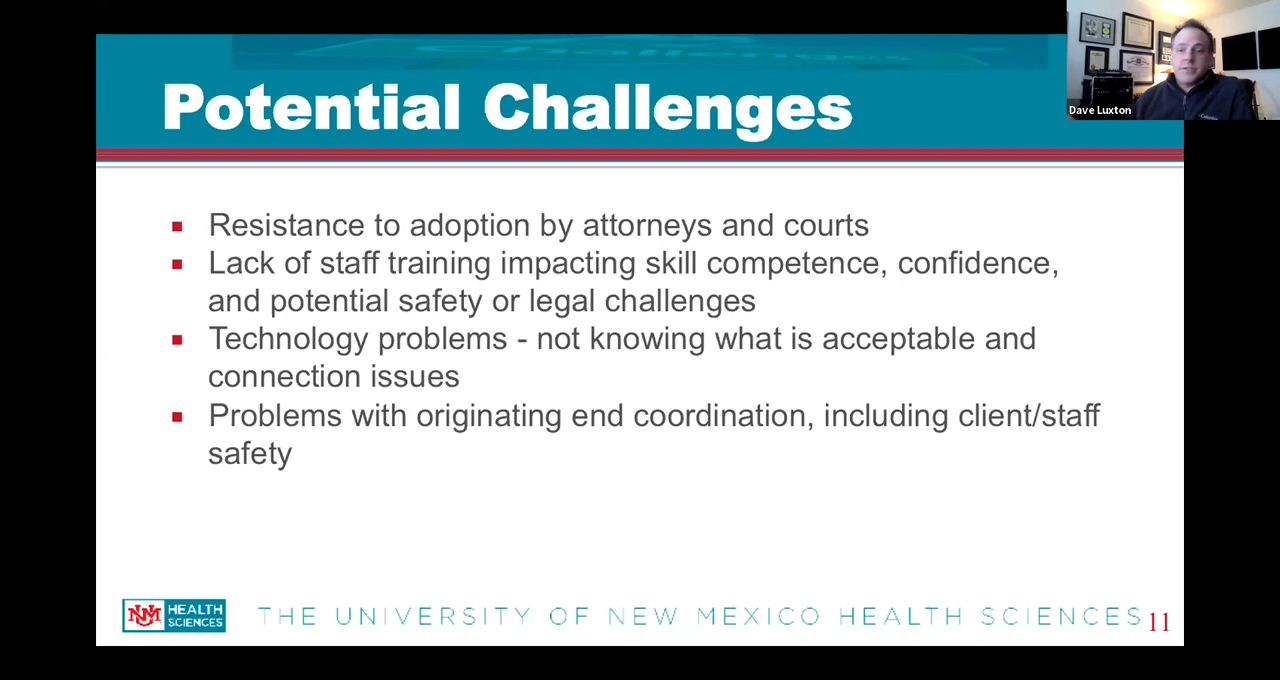 Potential Challenges
Dave Luxton
Resistance to adoption by attorneys and courts
Lack of staff training impacting skill competence, confidence,
and potential safety or legal challenges
Technology problems - not knowing what is acceptable and
connection issues
Problems with originating end coordination, including client/staff
safety
UNM HEALTH
SCIENCES
THE UNIVERSITY OF NEW MEXICO HEALTH SCIENCES 11